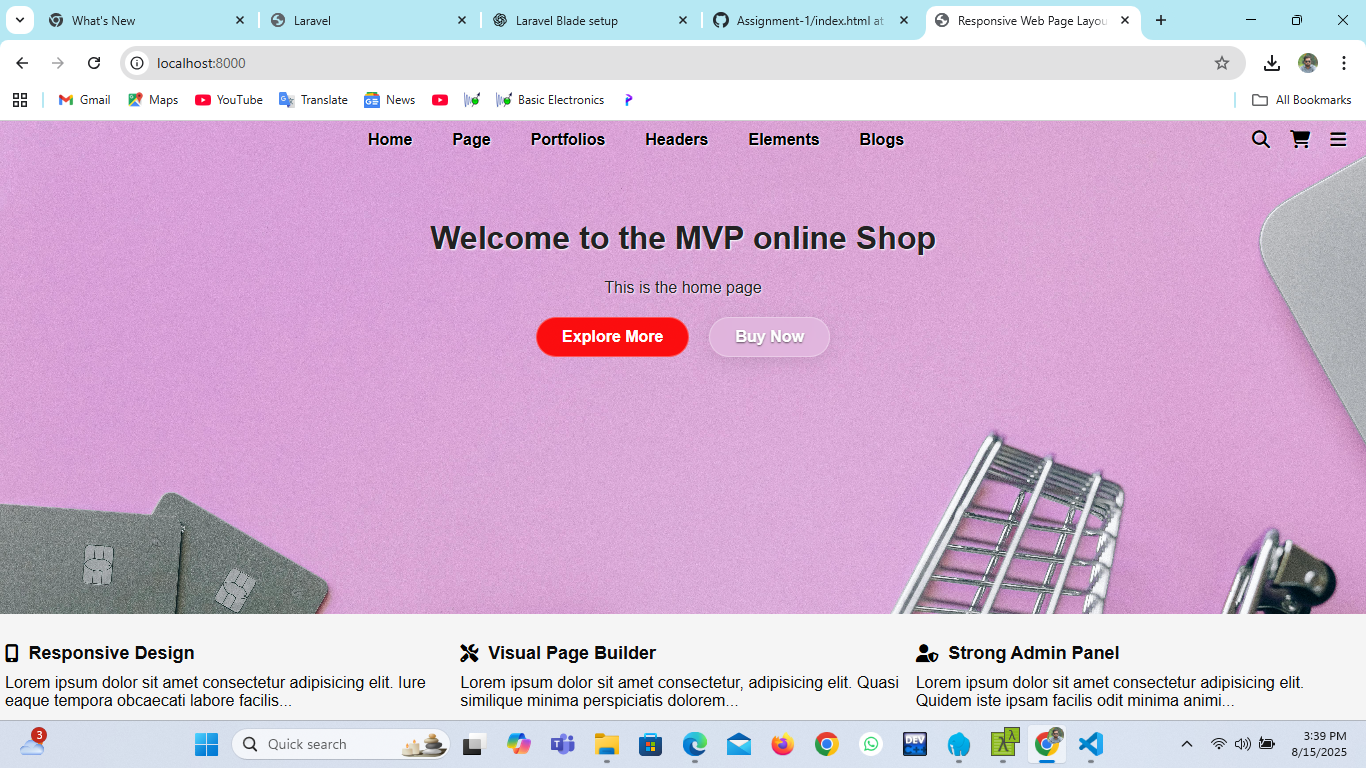 What's New
Laravel
Laravel Blade setup
Assignment-1/index.html at
Responsive Web Page Layou
localhost:8000
Gmail
Maps
YouTube
Translate
News
Basic Electronics
All Bookmarks
Home Page Portfolios Headers Elements Blogs
Welcome to the MVP online Shop
This is the home page
Explore More
Buy Now
Responsive Design
Lorem ipsum dolor sit amet consectetur adipisicing elit. Iure
eaque tempora obcaecati labore facilis...
Visual Page Builder
Lorem ipsum dolor sit amet consectetur, adipisicing elit. Quasi
similique minima perspiciatis dolorem...
Strong Admin Panel
Lorem ipsum dolor sit amet consectetur adipisicing elit.
Quidem iste ipsam facilis odit minima animi...
3
Quick search
DEV
λ
λ
3:39 PM
8/15/2025